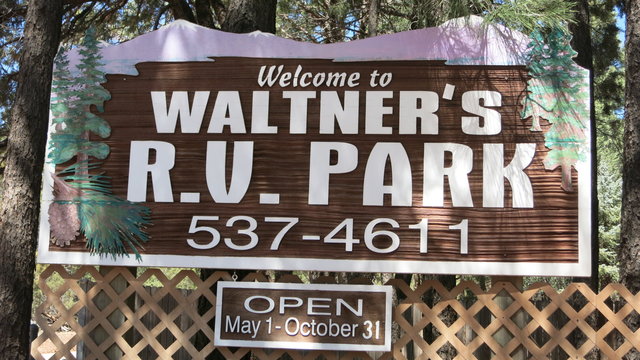 Welcome to
WALTNER'S
R.V. PARK
537-4611
OPEN
May 1-October 31